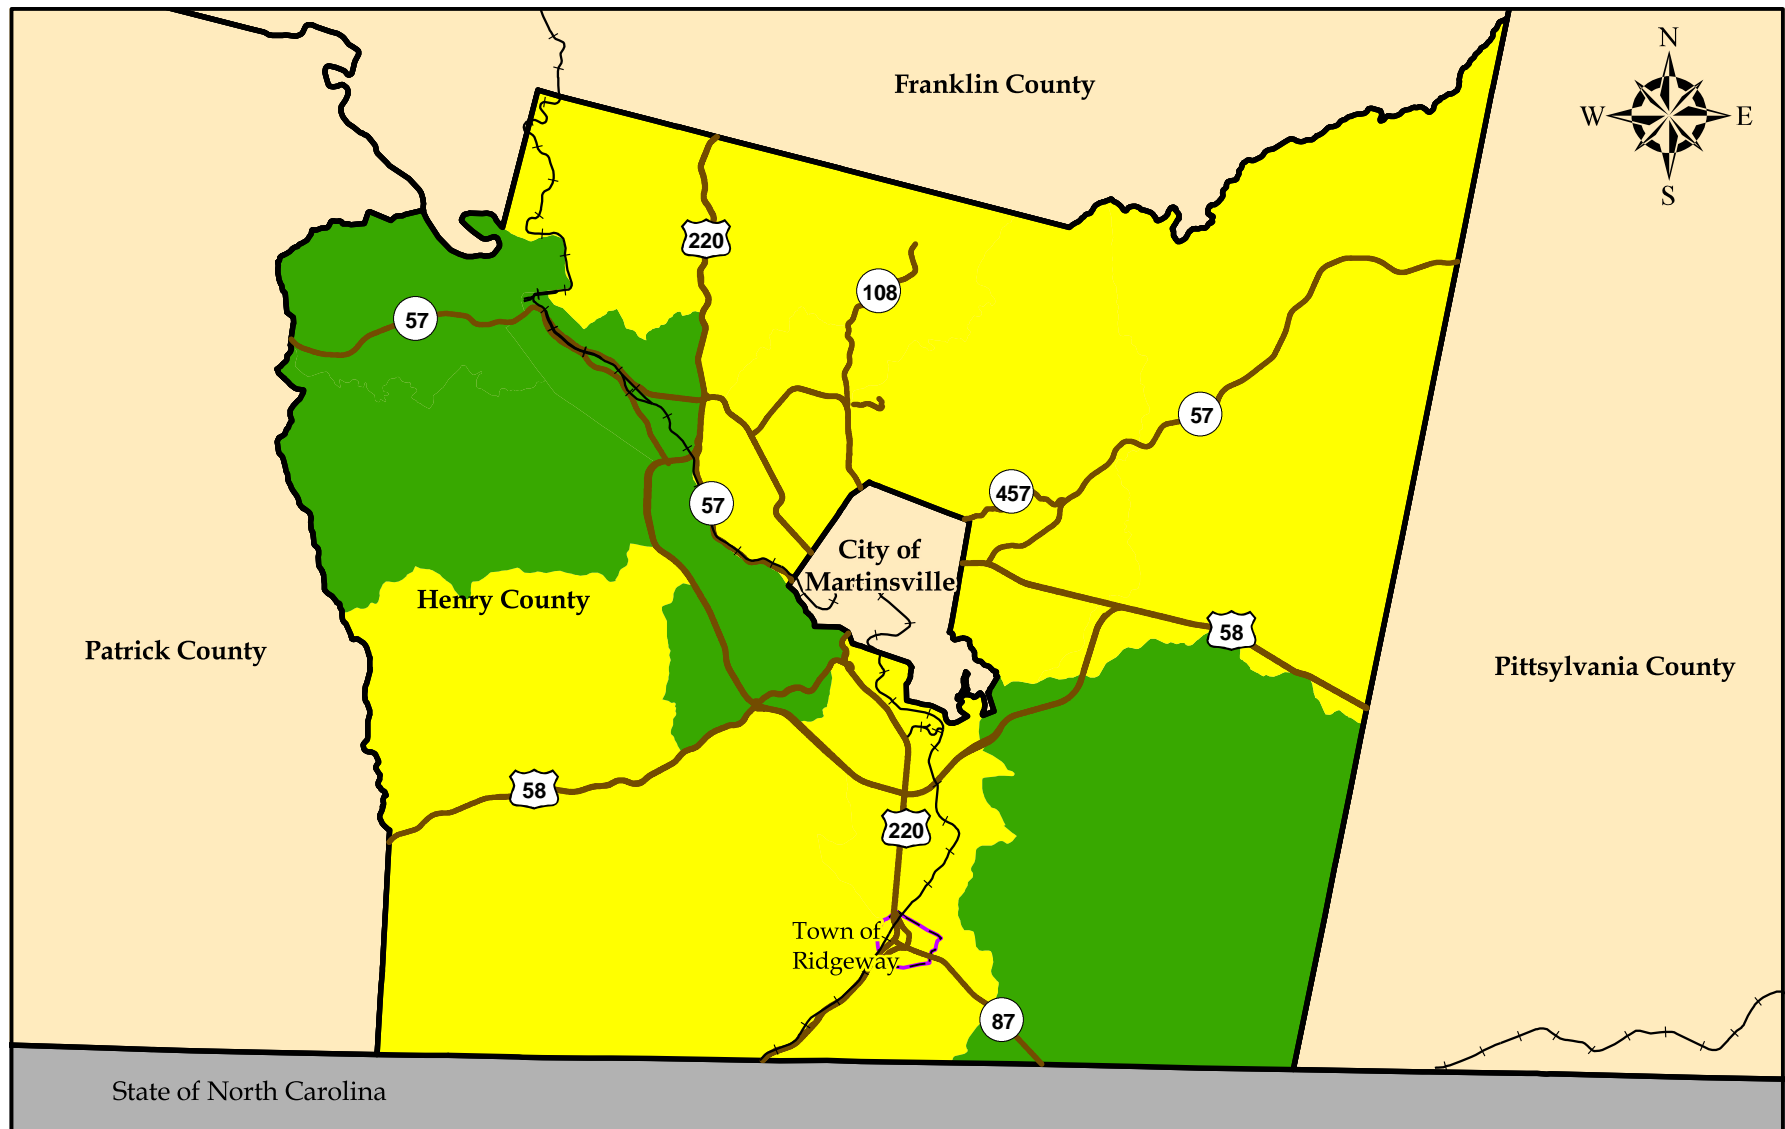 N
Franklin County
W
E
S
220
108
57
57
457
57
City of
Martinsville
Henry County
58
Patrick County
Pittsylvania County
58
220
Town of
Ridgeway
87
State of North Carolina